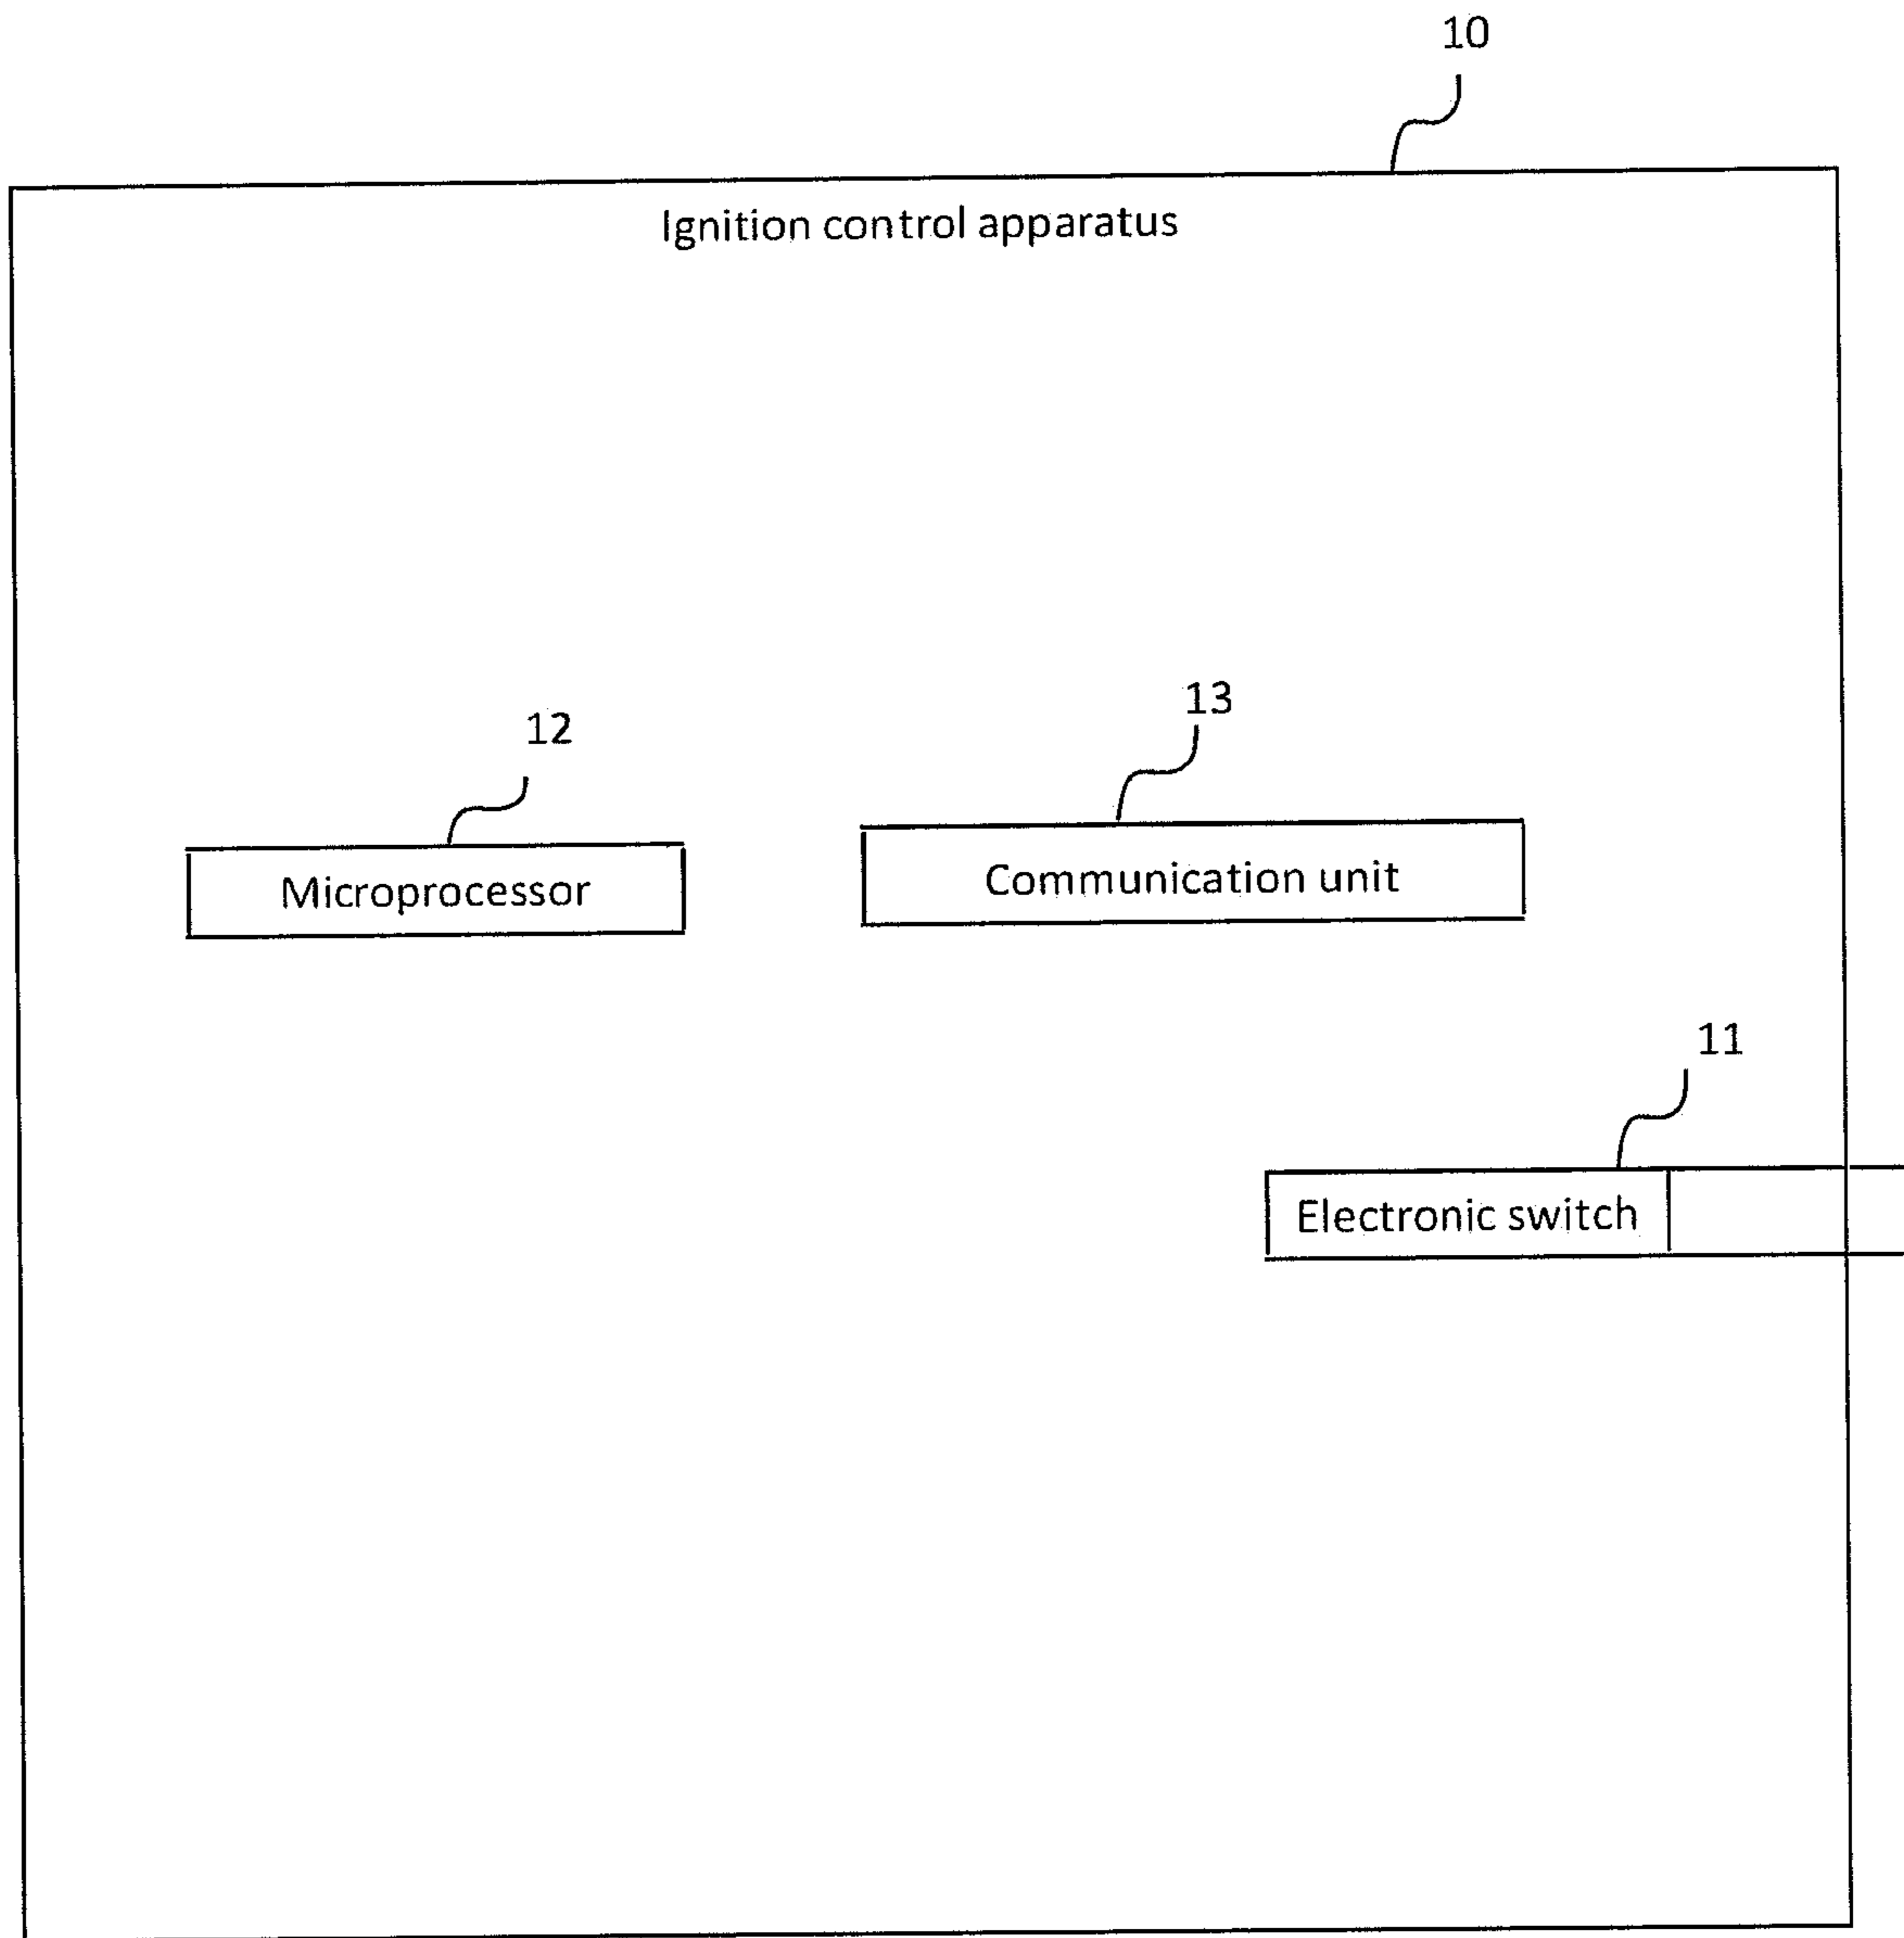 10
Ignition control apparatus
13
12
Communication unit
Microprocessor
11
Electronic switch